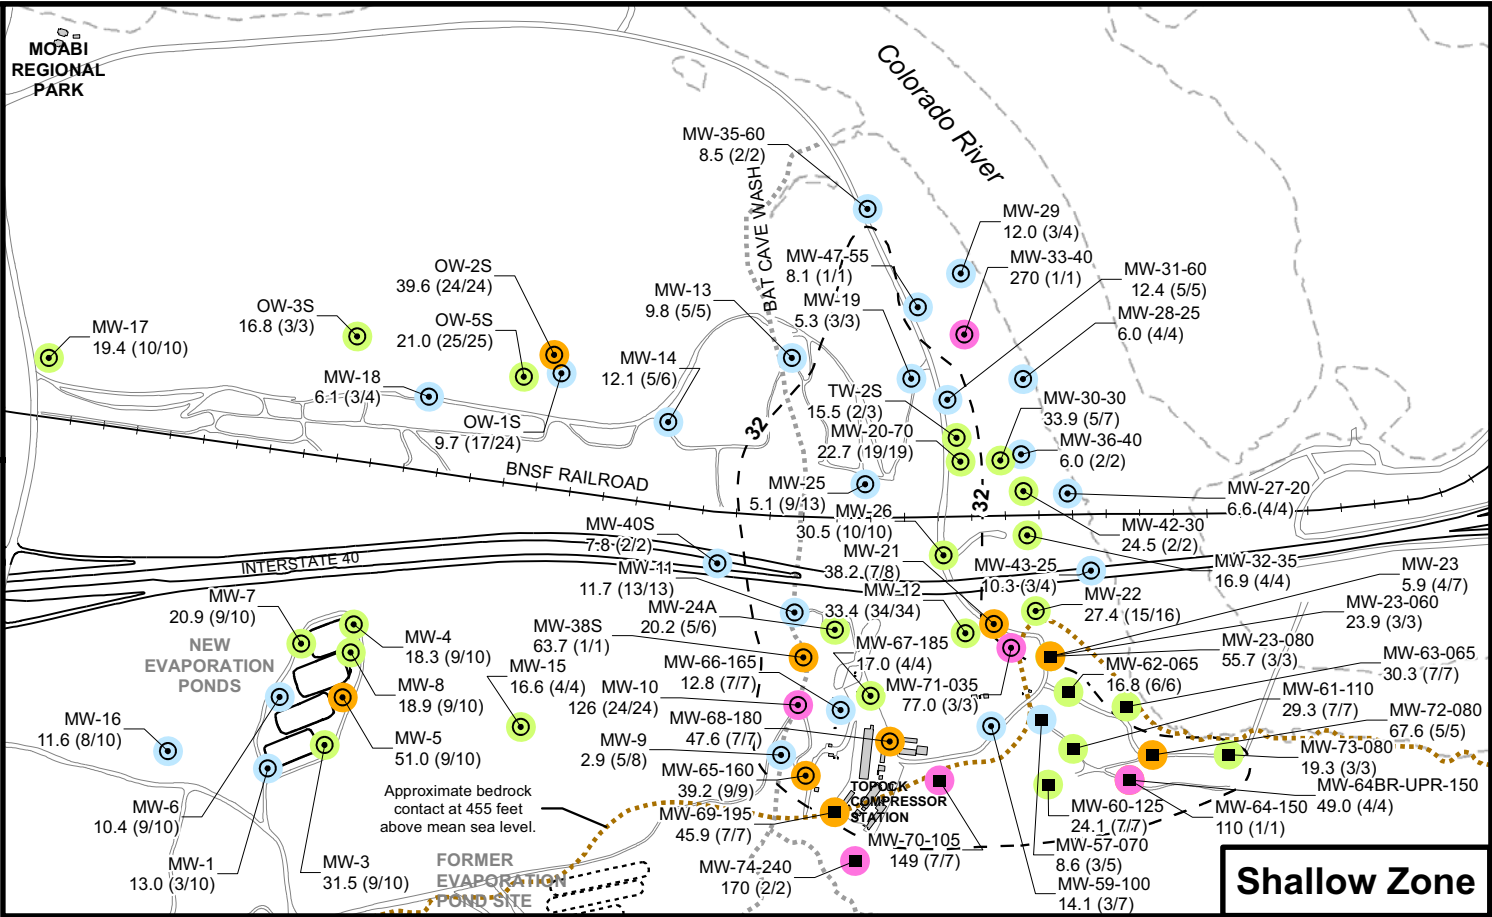 MOABI
REGIONAL
PARK
Colorado River
BAT CAVE WASH
MW-35-60
8.5 (2/2)
MW-29
12.0 (3/4)
MW-33-40
270 (1/1)
MW-47-55
8.1 (1/1)
MW-31-60
12.4 (5/5)
MW-19
5.3 (3/3)
MW-28-25
6.0 (4/4)
MW-13
9.8 (5/5)
OW-2S
39.6 (24/24)
OW-3S
16.8 (3/3)
OW-5S
21.0 (25/25)
MW-17
19.4 (10/10)
MW-14
12.1 (5/6)
MW-18
6.1 (3/4)
OW-1S
9.7 (17/24)
TW-2S
15.5 (2/3)
MW-20-70
22.7 (19/19)
MW-30-30
33.9 (5/7)
MW-36-40
6.0 (2/2)
32
32
BNSF RAILROAD
MW-25
5.1 (9/13)
MW-27-20
6.6 (4/4)
MW-26
30.5 (10/10)
MW-42-30
24.5 (2/2)
MW-40S
7.8 (2/2)
MW-21
38.2 (7/8)
MW-43-25
10.3 (3/4)
MW-32-35
16.9 (4/4)
MW-23
5.9 (4/7)
INTERSTATE 40
MW-11
11.7 (13/13)
MW-12
33.4 (34/34)
MW-22
27.4 (15/16)
MW-23-060
23.9 (3/3)
MW-7
20.9 (9/10)
MW-24A
20.2 (5/6)
MW-38S
63.7 (1/1)
MW-23-080
55.7 (3/3)
NEW
EVAPORATION
PONDS
MW-4
18.3 (9/10)
MW-67-185
17.0 (4/4)
MW-63-065
30.3 (7/7)
MW-15
16.6 (4/4)
MW-66-165
12.8 (7/7)
MW-62-065
16.8 (6/6)
MW-8
18.9 (9/10)
MW-10
126 (24/24)
MW-71-035
77.0 (3/3)
MW-61-110
29.3 (7/7)
MW-16
11.6 (8/10)
MW-68-180
47.6 (7/7)
MW-72-080
67.6 (5/5)
MW-5
51.0 (9/10)
MW-9
2.9 (5/8)
MW-73-080
19.3 (3/3)
MW-65-160
39.2 (9/9)
MW-64BR-UPR-150
49.0 (4/4)
Approximate bedrock
contact at 455 feet
above mean sea level.
TOPOCK
COMPRESSOR
STATION
MW-6
10.4 (9/10)
MW-69-195
45.9 (7/7)
MW-60-125
24.1 (7/7)
MW-64-150
110 (1/1)
MW-1
13.0 (3/10)
MW-3
31.5 (9/10)
FORMER
EVAPORATION
POND SITE
MW-70-105
149 (7/7)
MW-57-070
8.6 (3/5)
MW-74-240
170 (2/2)
MW-59-100
14.1 (3/7)
Shallow Zone